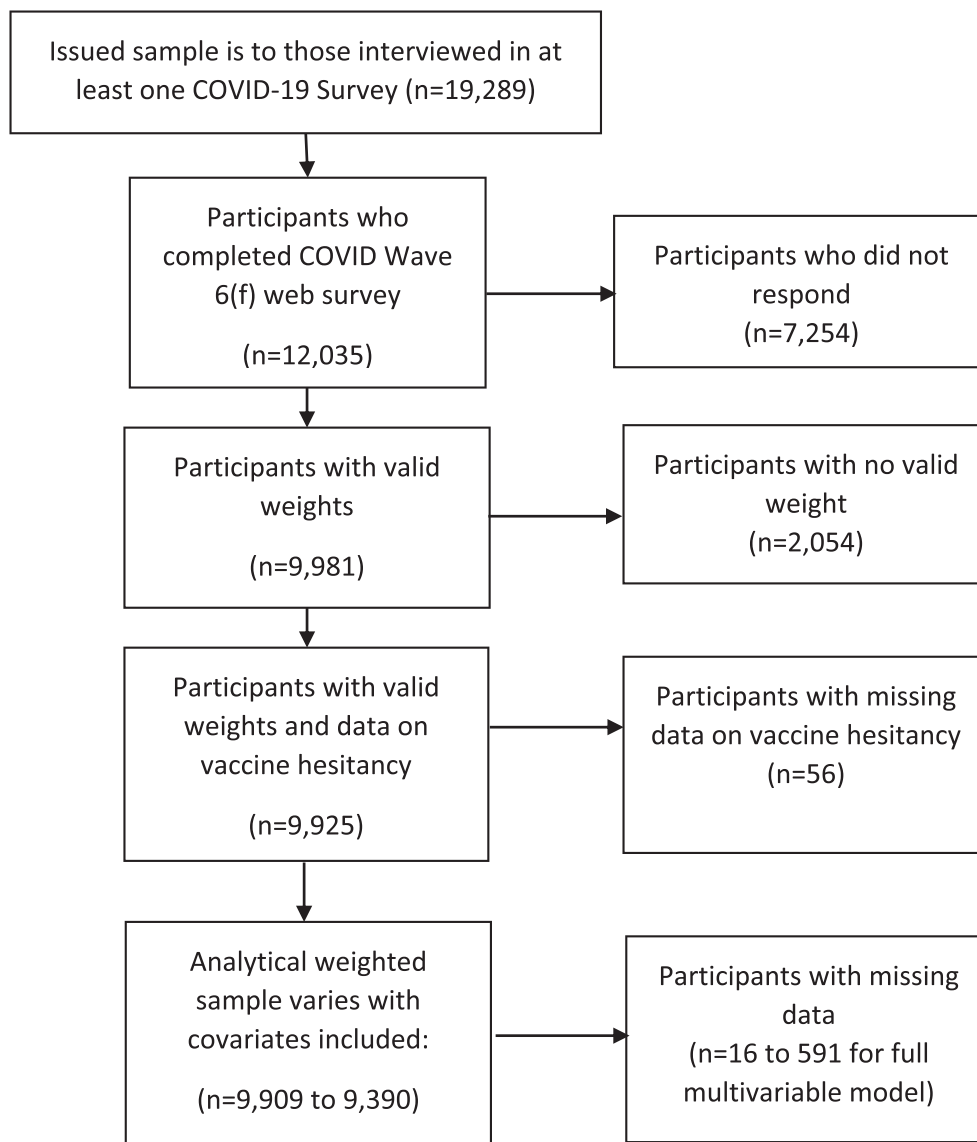 Issued sample is to those interviewed in at
least one COVID-19 Survey (n=19,289)
Participants who
completed COVID Wave
6(f) web survey
(n=12,035)
Participants who did not
respond
(n=7,254)
Participants with valid
weights
(n=9,981)
Participants with no valid
weight
(n=2,054)
Participants with valid
weights and data on
vaccine hesitancy
(n=9,925)
Participants with missing
data on vaccine hesitancy
(n=56)
Analytical weighted
sample varies with
covariates included:
(n=9,909 to 9,390)
Participants with missing
data
(n=16 to 591 for full
multivariable model)